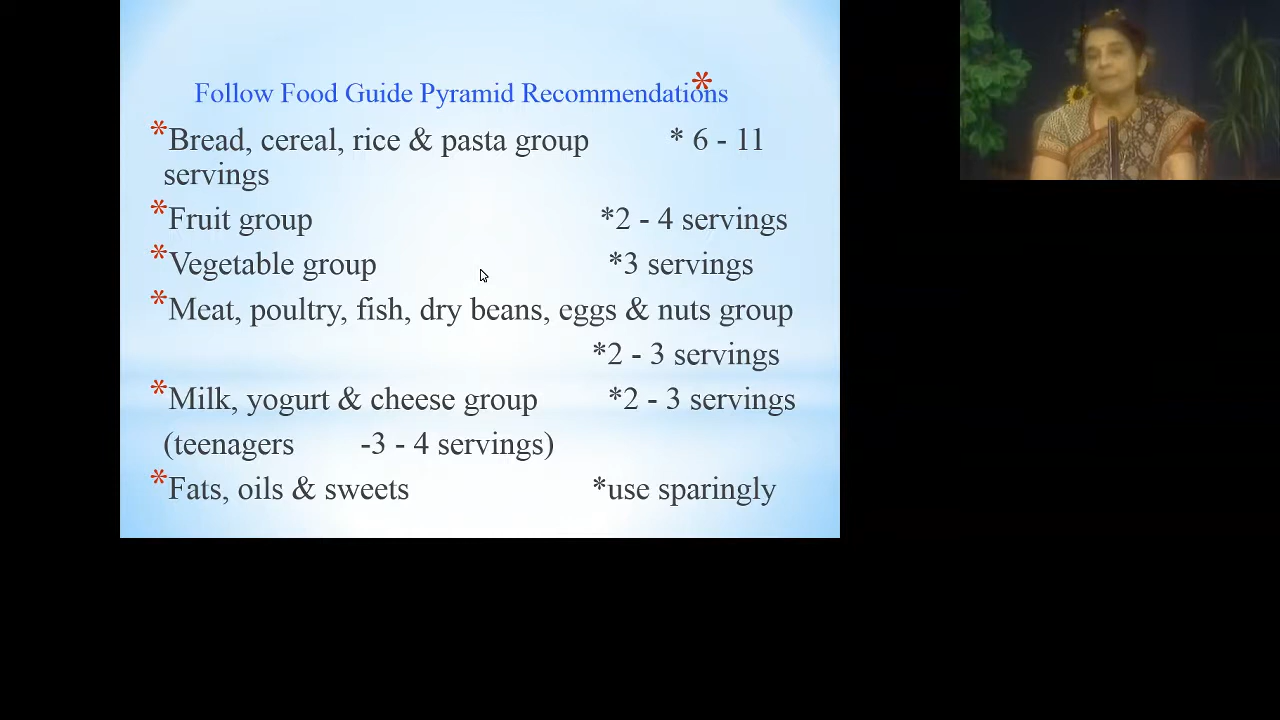 Follow Food Guide Pyramid Recommendations*
*Bread, cereal, rice & pasta group * 6 - 11
servings
*Fruit group *2 - 4 servings
*Vegetable group *3 servings
*Meat, poultry, fish, dry beans, eggs & nuts group
*2 - 3 servings
*Milk, yogurt & cheese group *2 - 3 servings
(teenagers -3 - 4 servings)
*Fats, oils & sweets *use sparingly